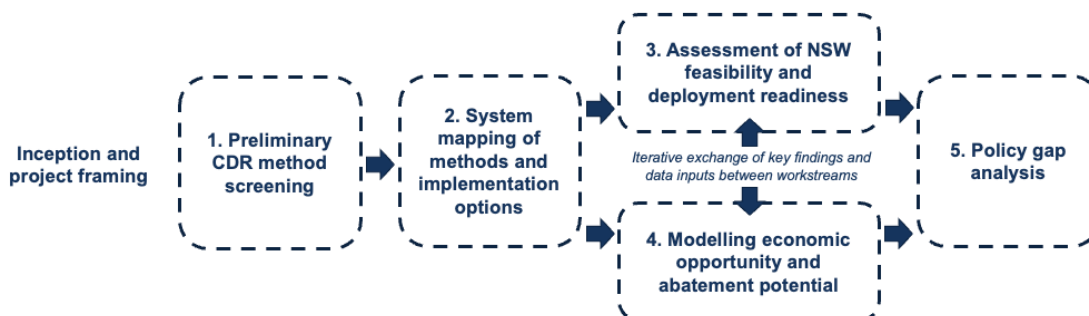 Inception and
project framing
1. Preliminary
CDR method
screening
2. System
mapping of
methods and
implementation
options
3. Assessment of NSW
feasibility and
deployment readiness
Iterative exchange of key findings and
data inputs between workstreams
4. Modelling economic
opportunity and
abatement potential
5. Policy gap
analysis